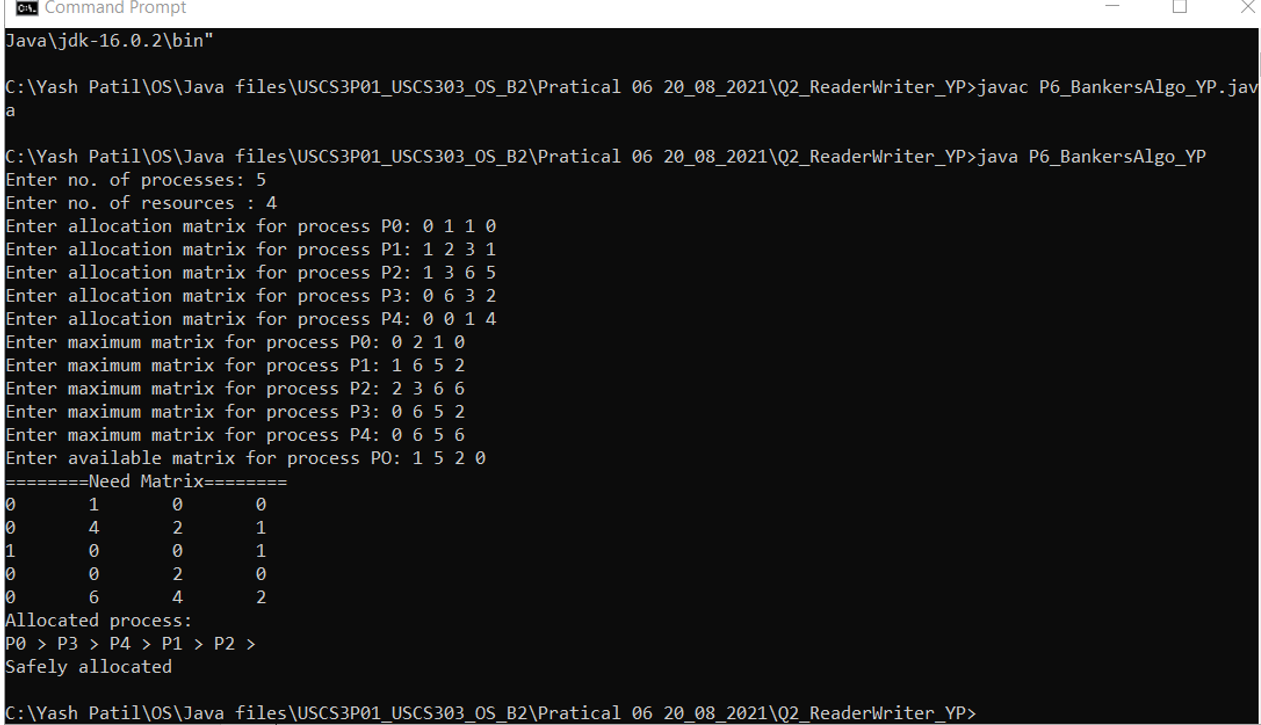 Command Prompt
Java\jdk-16.0.2\bin"
C:\Yash Patil\OS\Java files\USCS3P01_USCS303_OS_B2\Pratical 06 20_08_2021\Q2_ReaderWriter_YP>javac P6_BankersAlgo_YP.jav
a
C:\Yash Patil\OS\Java files\USCS3P01_USCS303_OS_B2\Pratical 06 20_08_2021\Q2_ReaderWriter_YP>java P6_BankersAlgo_YP
Enter no. of processes: 5
Enter no. of resources : 4
Enter allocation matrix for process P0: 0 1 1 0
Enter allocation matrix for process P1: 1 2 3 1
Enter allocation matrix for process P2: 1 3 6 5
Enter allocation matrix for process P3: 0 6 3 2
Enter allocation matrix for process P4: 0 0 1 4
Enter maximum matrix for process P0: 0 2 1 0
Enter maximum matrix for process P1: 1 6 5 2
Enter maximum matrix for process P2: 2 3 6 6
Enter maximum matrix for process P3: 0 6 5 2
Enter maximum matrix for process P4: 0 6 5 6
Enter available matrix for process PO: 1 5 2 0
========Need Matrix========
0 1 0 0
0 4 2 1
1 0 0 1
0 0 2 0
0 6 4 2
Allocated process:
P0 > P3 > P4 > P1 > P2 >
Safely allocated
C:\Yash Patil\OS\Java files\USCS3P01_USCS303_OS_B2\Pratical 06 20_08_2021\Q2_ReaderWriter_YP>